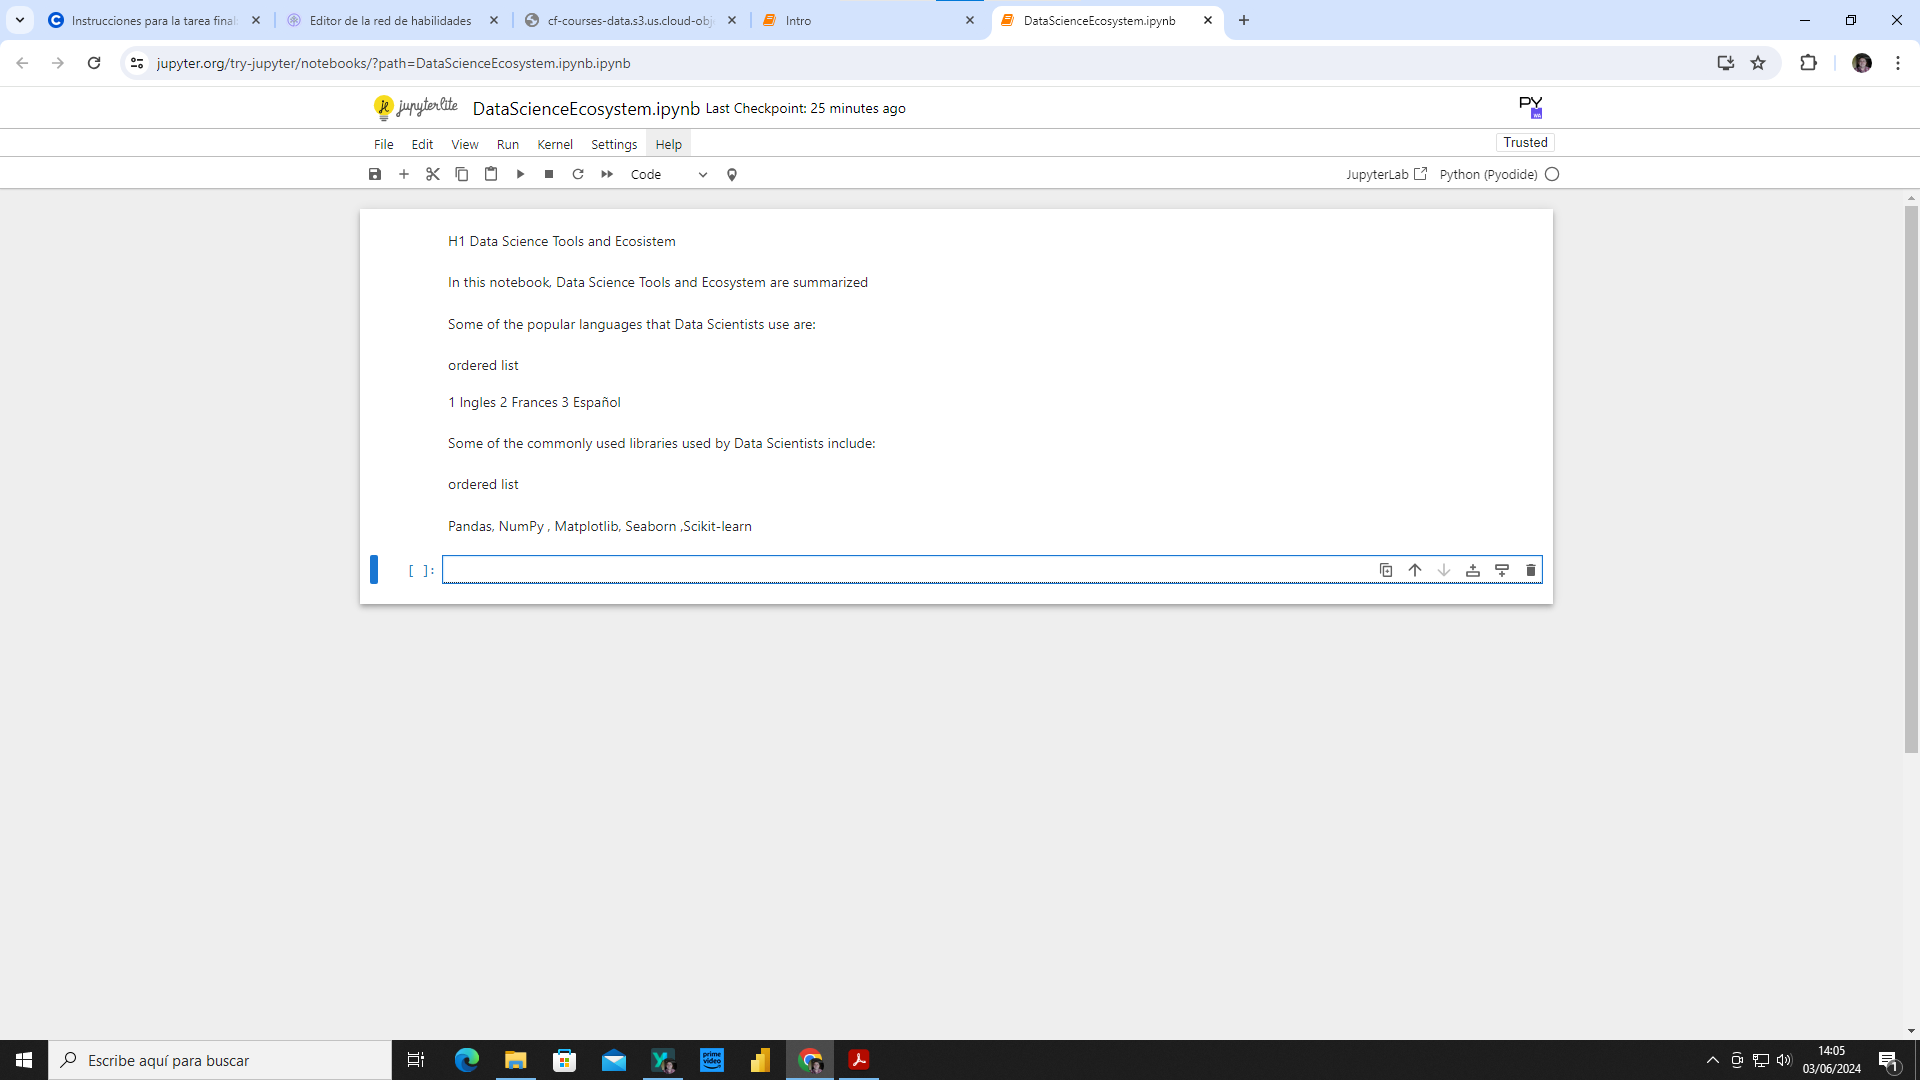 Instrucciones para la tarea final
Editor de la red de habilidades
cf-courses-data.s3.us.cloud-obj
Intro
DataScienceEcosystem.ipynb
jupyter.org/try-jupyter/notebooks/?path=DataScienceEcosystem.ipynb.ipynb
jupyterlite
DataScienceEcosystem.ipynb Last Checkpoint: 25 minutes ago
PY
WA
File Edit View Run Kernel Settings Help
Trusted
Code
JupyterLab
Python (Pyodide)
H1 Data Science Tools and Ecosistem
In this notebook, Data Science Tools and Ecosystem are summarized
Some of the popular languages that Data Scientists use are:
ordered list
1 Ingles 2 Frances 3 Español
Some of the commonly used libraries used by Data Scientists include:
ordered list
Pandas, NumPy , Matplotlib, Seaborn ,Scikit-learn
[ ]:
Escribe aquí para buscar
prime video
14:05
03/06/2024
1